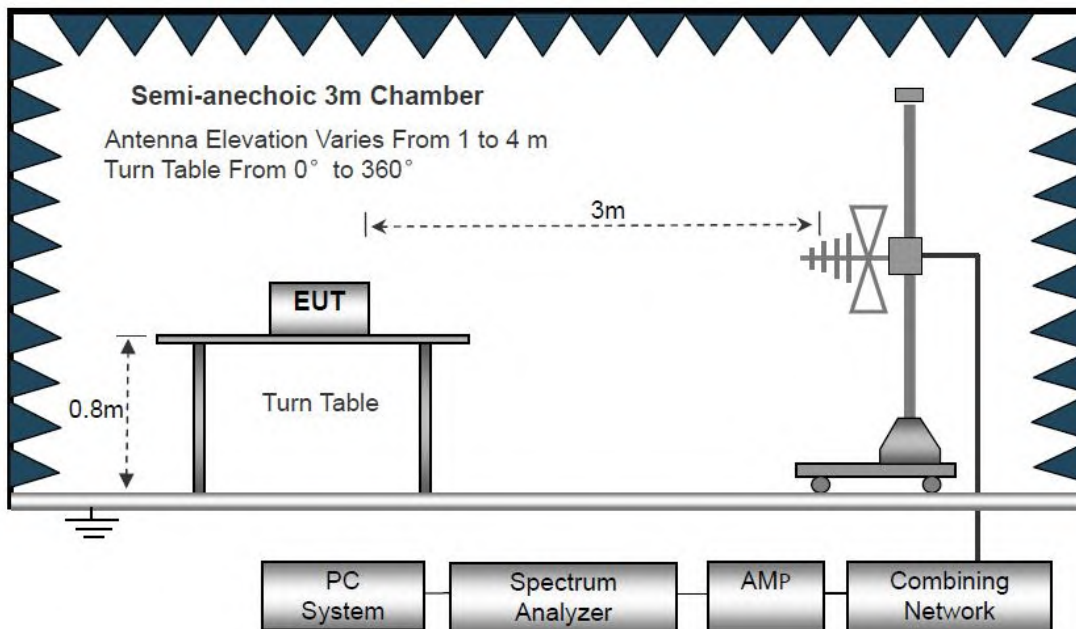 Semi-anechoic 3m Chamber
Antenna Elevation Varies From 1 to 4 m
Turn Table From 0° to 360°
3m
EUT
0.8m
Turn Table
PC
System
Spectrum
Analyzer
AMP
Combining
Network